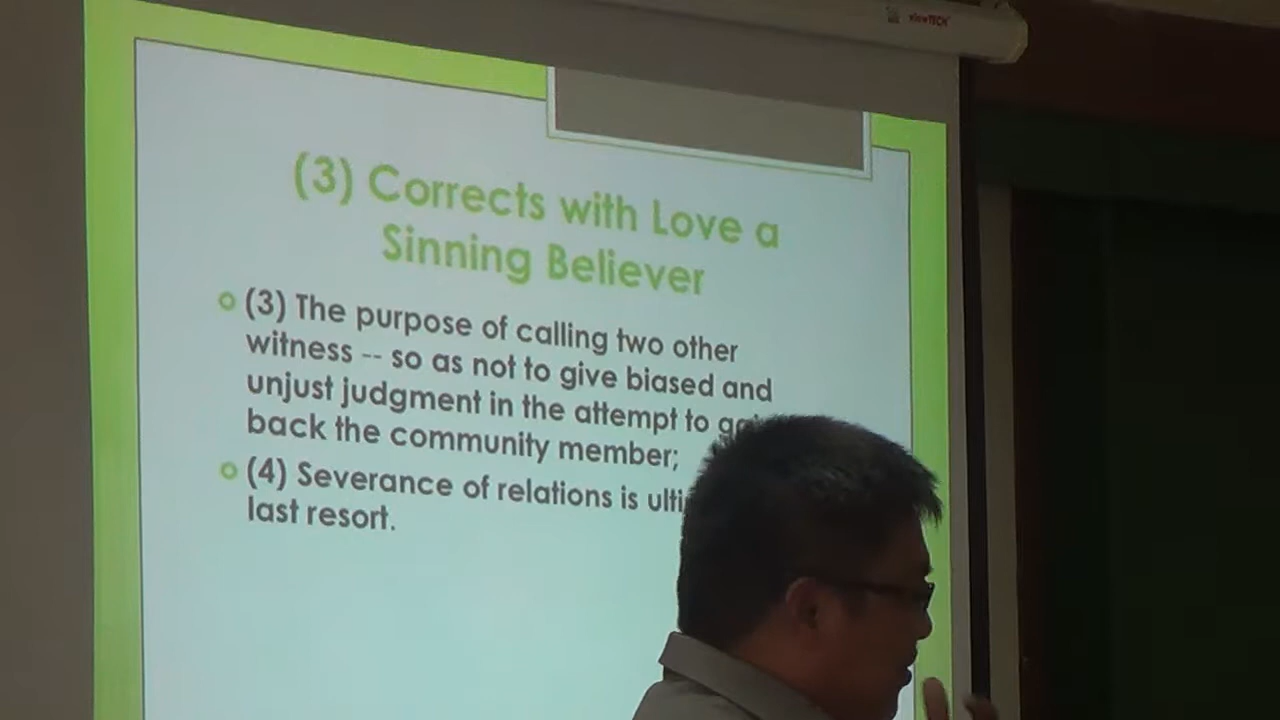 viewTECH
(3) Corrects with Love a
Sinning Believer
(3) The purpose of calling two other
witness -- so as not to give biased and
unjust judgment in the attempt to
back the community member;
(4) Severance of relations is
last resort.